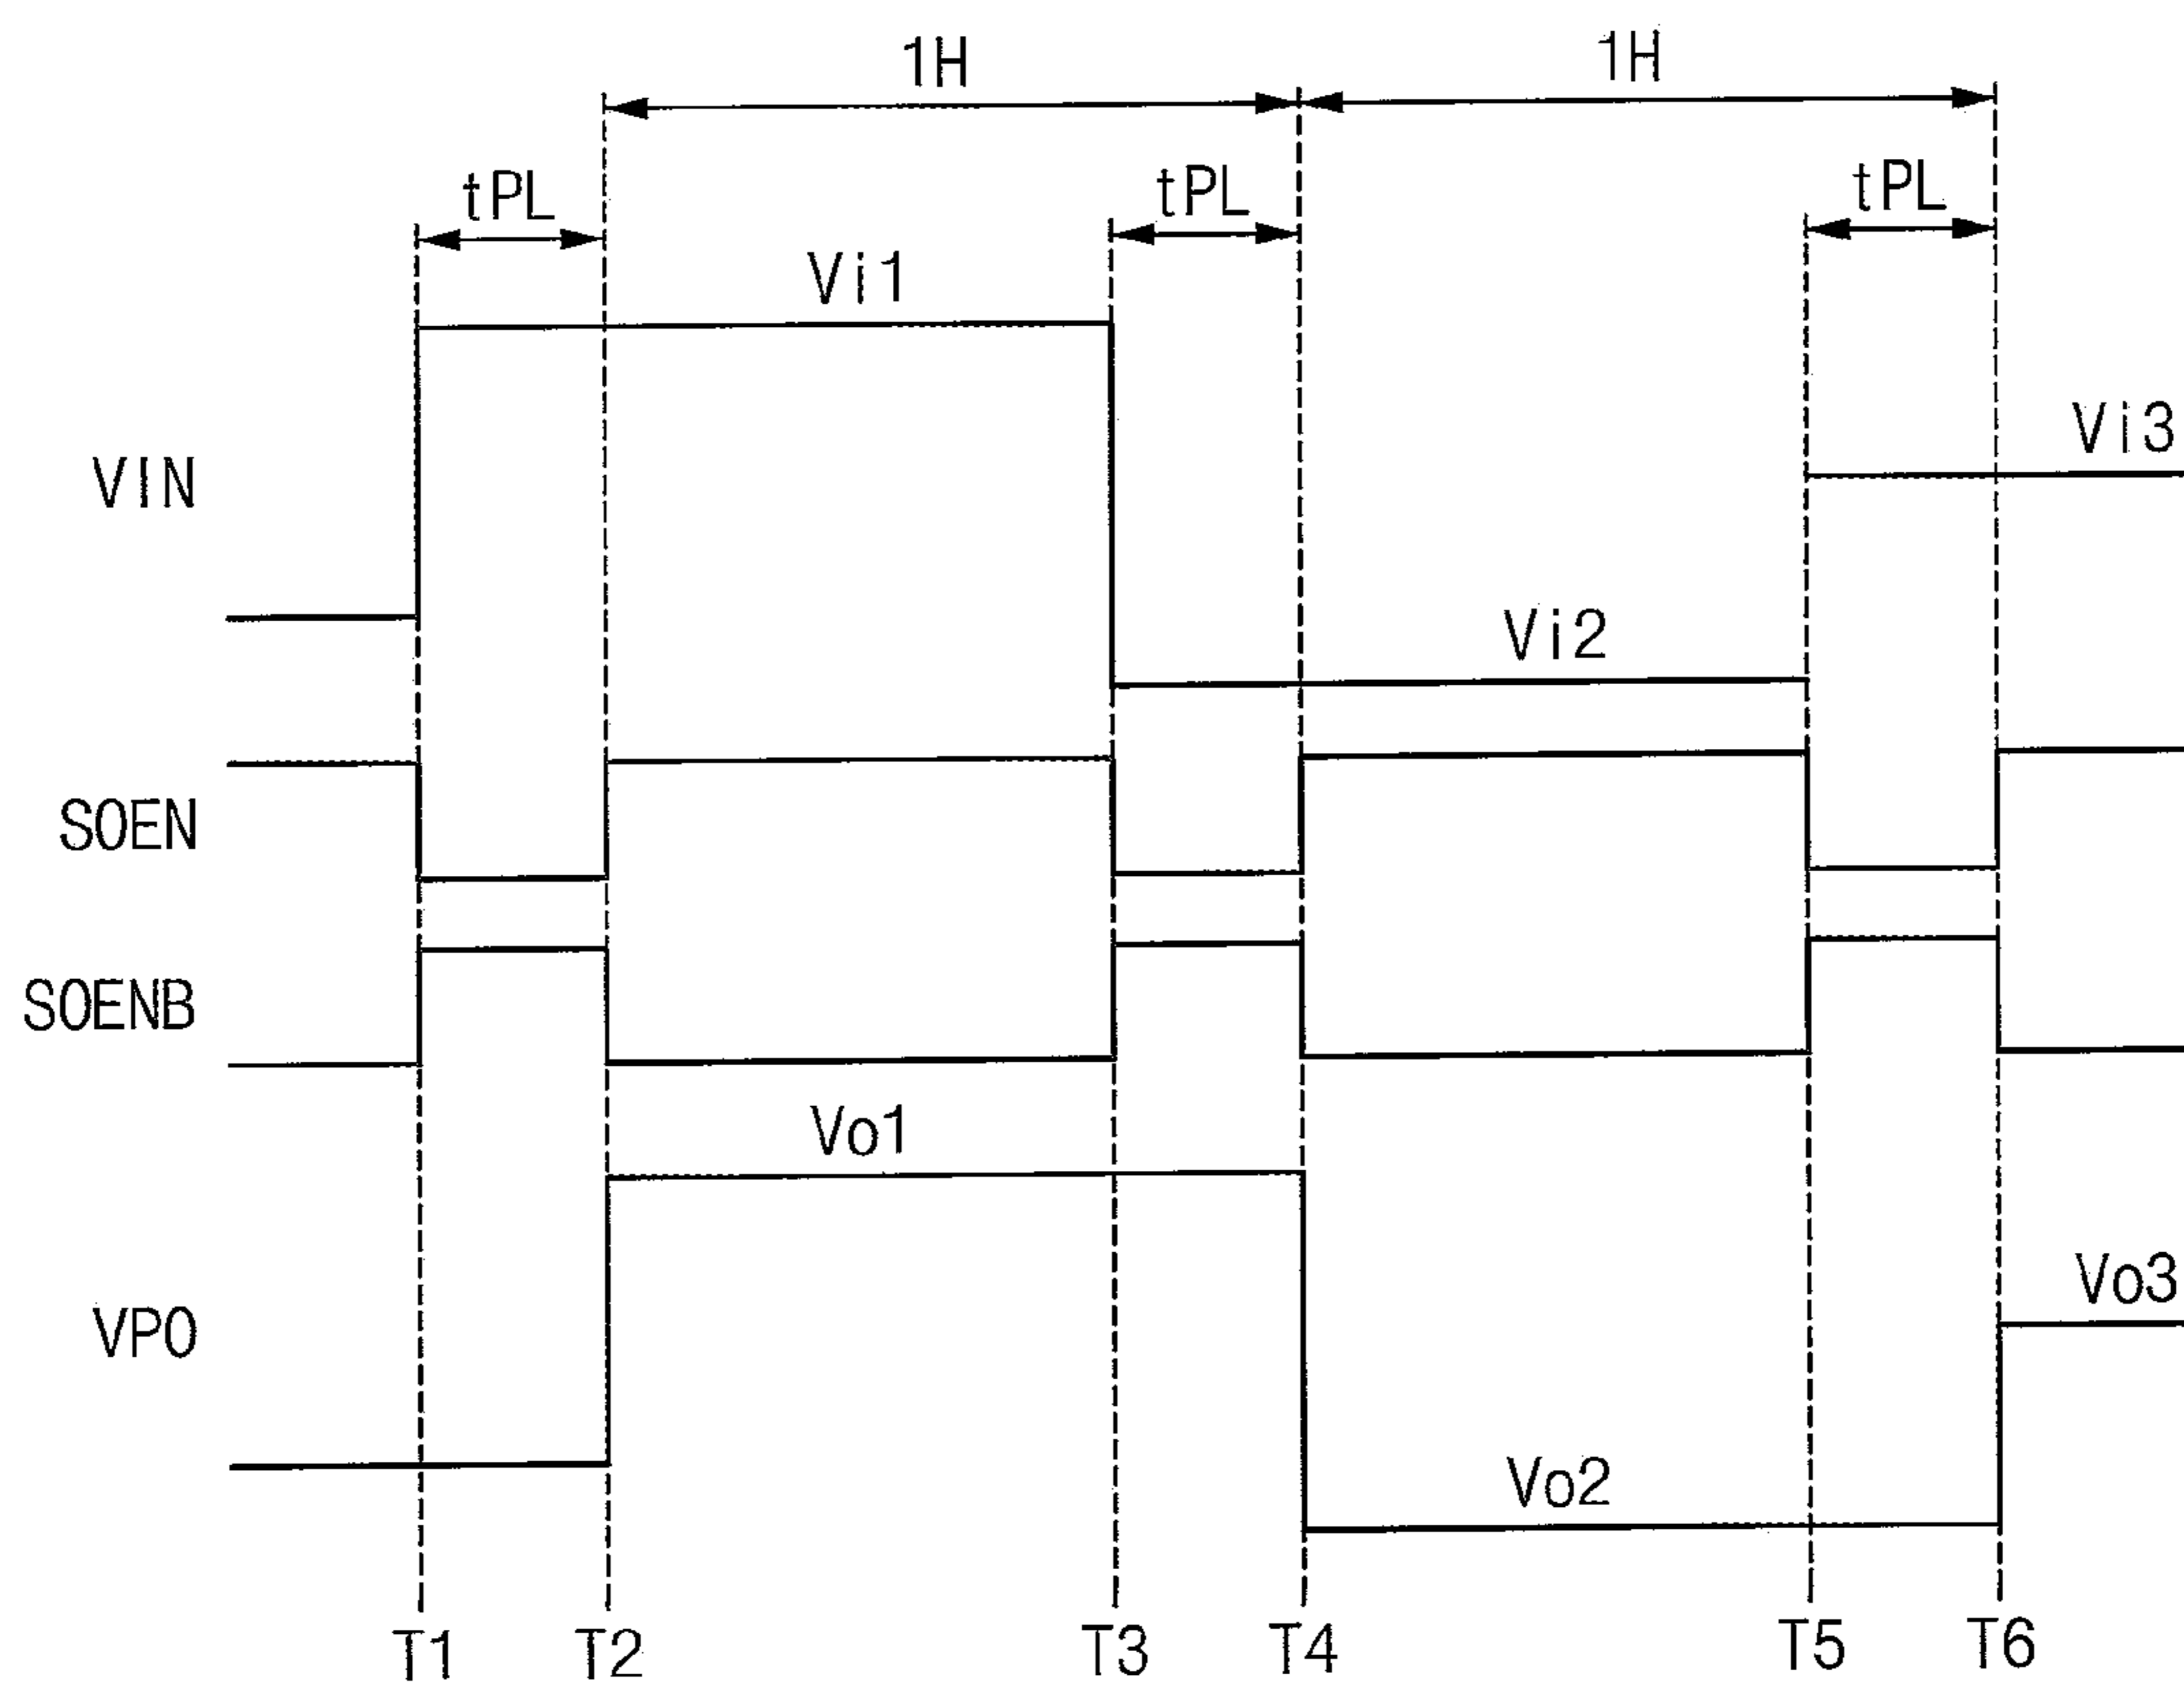 1H 1H
tPL tPL tPL
Vi1
VIN
Vi3
Vi2
SOEN
SOENB
Vo1
VPO
Vo3
Vo2
T1 T2 T3 T4 T5 T6